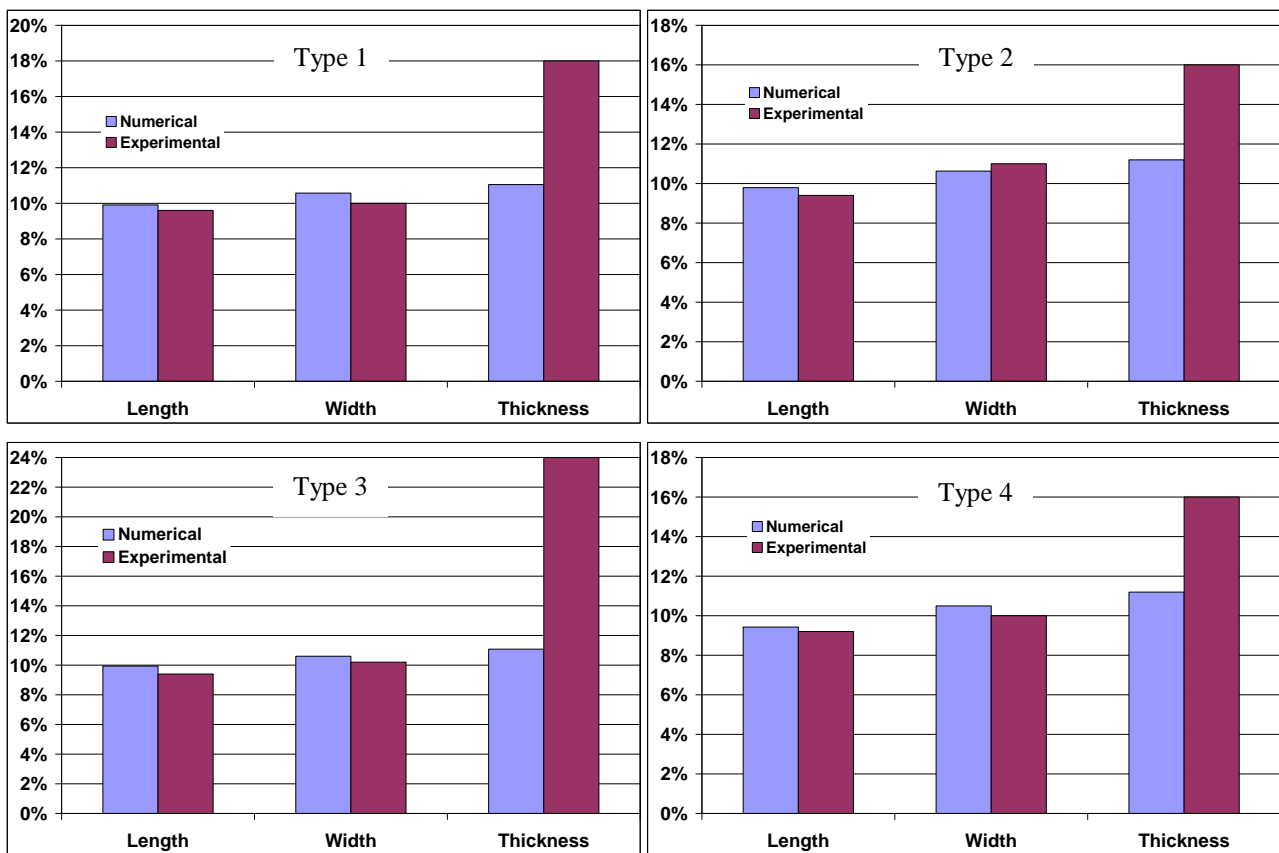 20%
18%
16%
14%
12%
10%
8%
6%
4%
2%
0%
Type 1
Numerical
Experimental
Length Width Thickness
18%
16%
14%
12%
10%
8%
6%
4%
2%
0%
Type 2
Numerical
Experimental
Length Width Thickness
24%
22%
20%
18%
16%
14%
12%
10%
8%
6%
4%
2%
0%
Type 3
Numerical
Experimental
Length Width Thickness
18%
16%
14%
12%
10%
8%
6%
4%
2%
0%
Type 4
Numerical
Experimental
Length Width Thickness